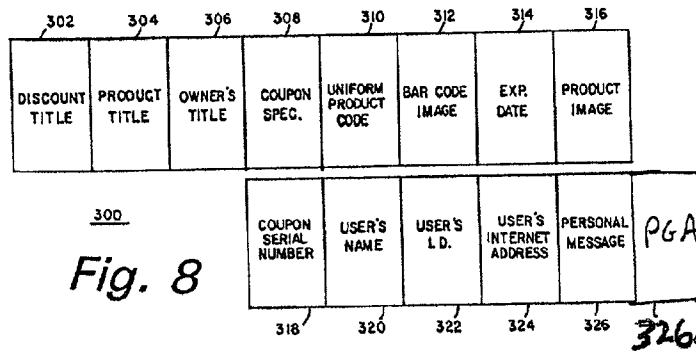 302 304 306 308 310 312 314 316
DISCOUNT TITLE
PRODUCT TITLE
OWNER'S TITLE
COUPON SPEC.
UNIFORM PRODUCT CODE
BAR CODE IMAGE
EXP. DATE
PRODUCT IMAGE
COUPON SERIAL NUMBER
USER'S NAME
USER'S I.D.
USER'S INTERNET ADDRESS
PERSONAL MESSAGE
PGA
300
Fig. 8
318 320 322 324 326
326